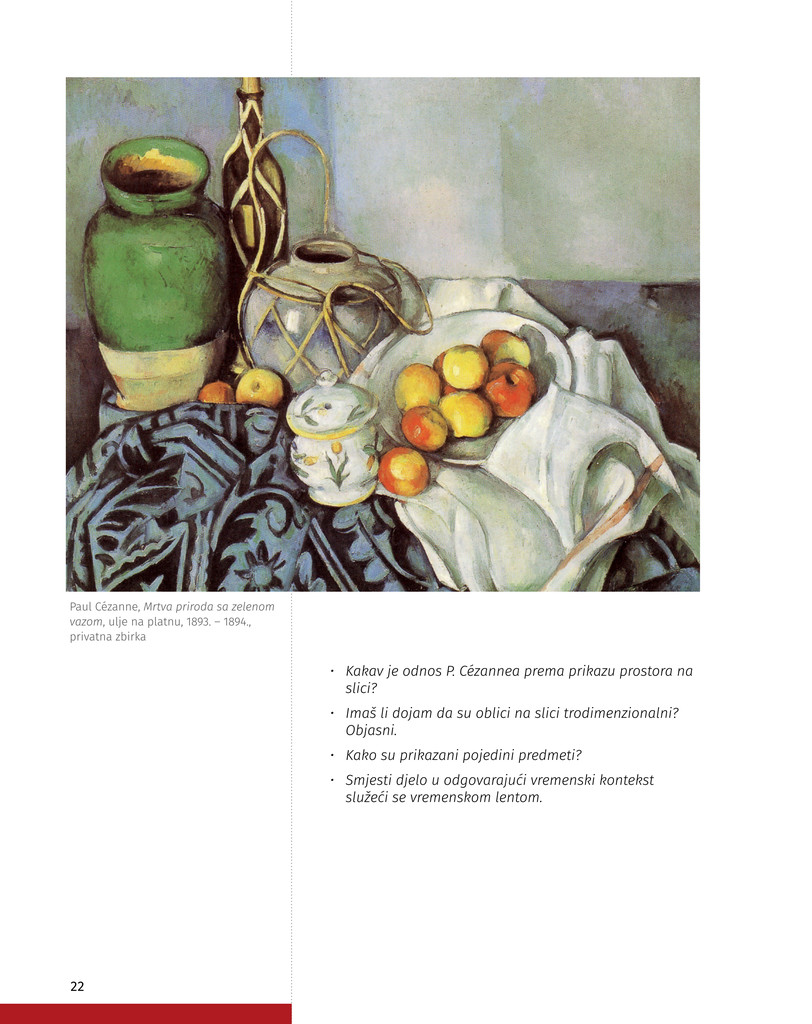 Paul Cézanne, Mrtva priroda sa zelenom
vazom, ulje na platnu, 1893. – 1894.,
privatna zbirka
• Kakav je odnos P. Cézannea prema prikazu prostora na
slici?
• Imaš li dojam da su oblici na slici trodimenzionalni?
Objasni.
• Kako su prikazani pojedini predmeti?
• Smjesti djelo u odgovarajući vremenski kontekst
služeći se vremenskom lentom.
22